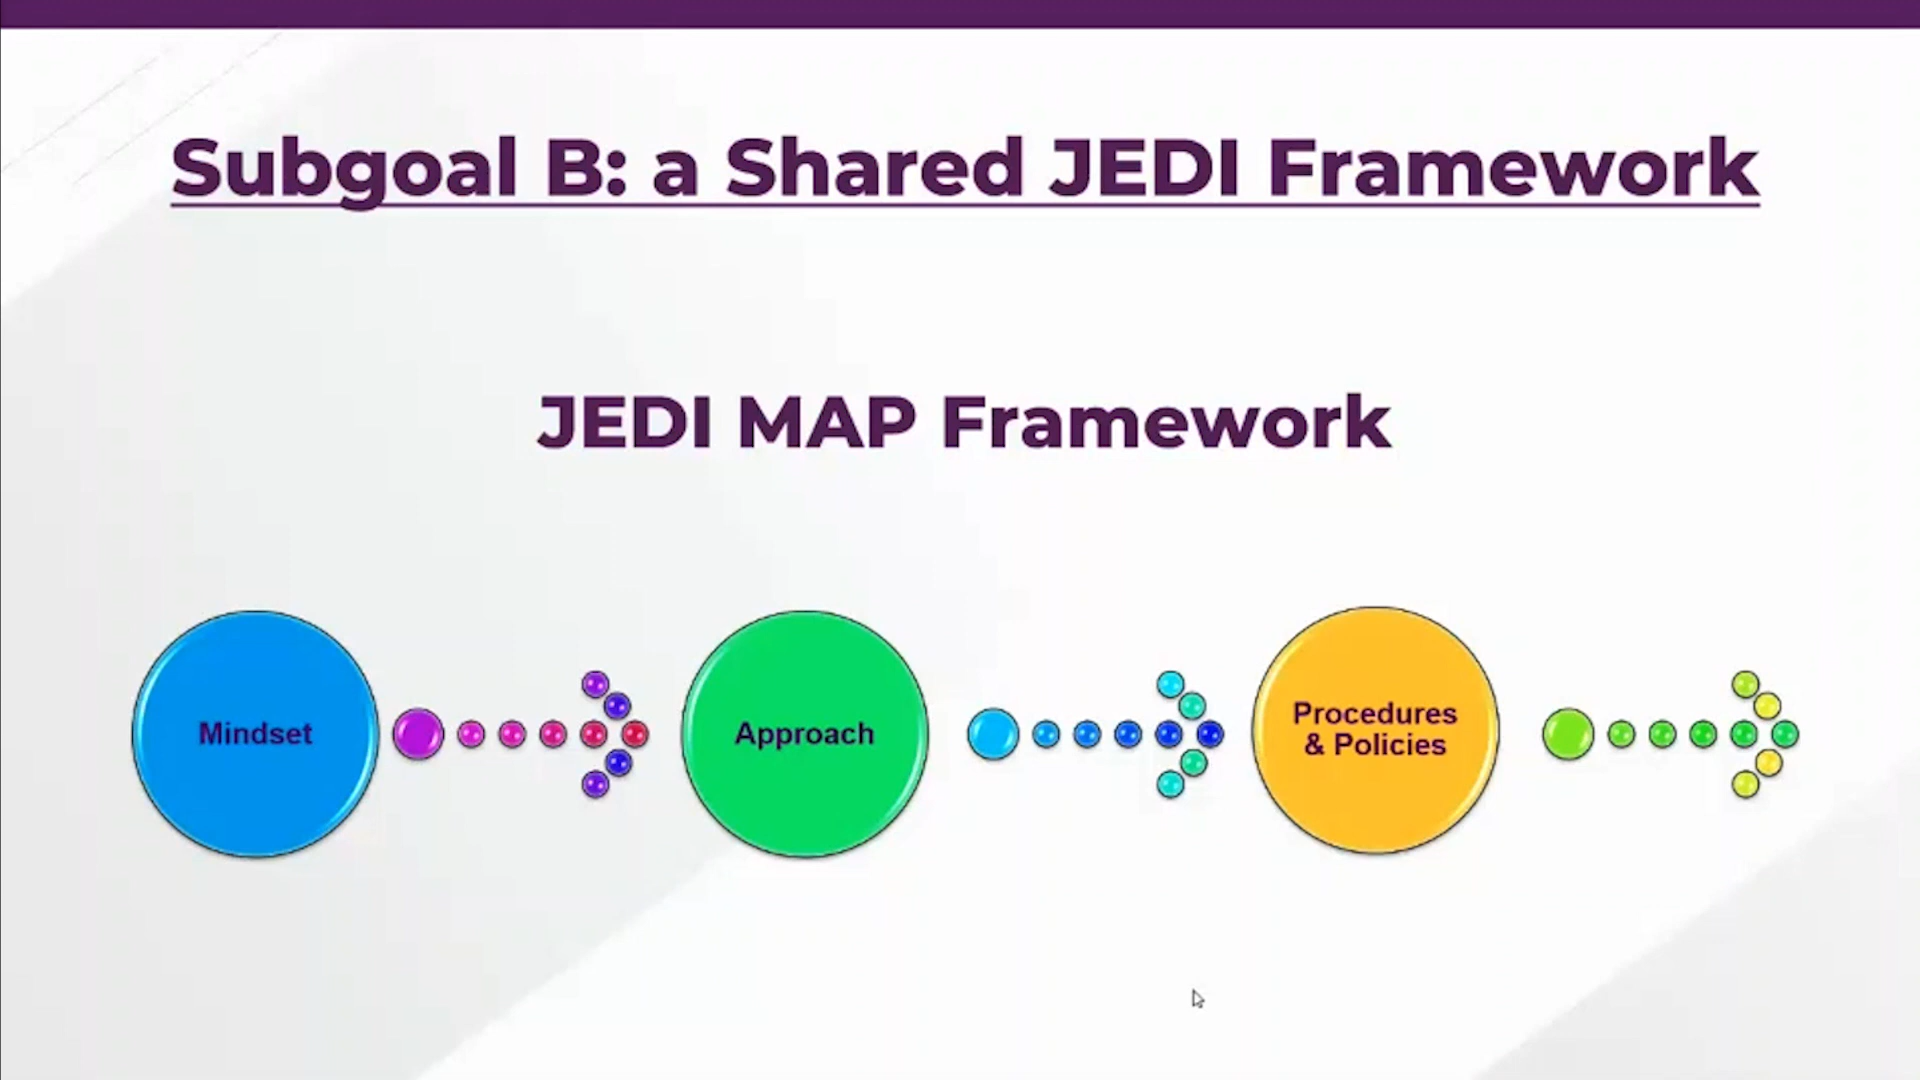 Subgoal B: a Shared JEDI Framework
JEDI MAP Framework
Mindset
Approach
Procedures
& Policies